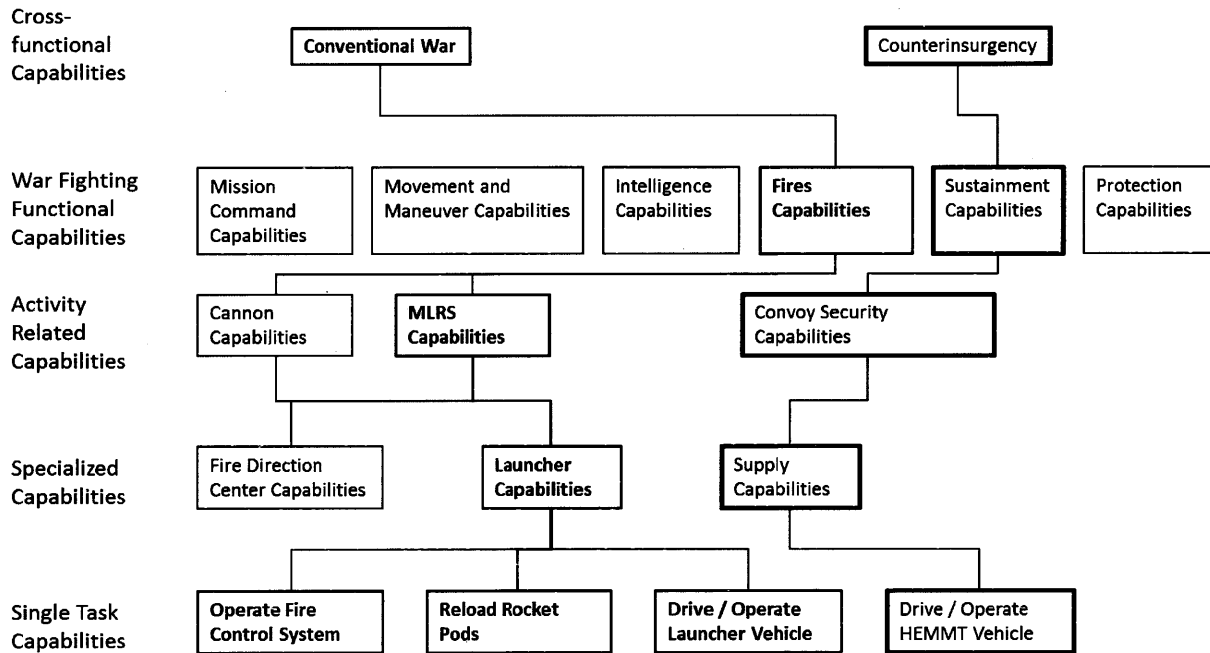 Cross-
functional
Capabilities
Conventional War
Counterinsurgency
War Fighting
Functional
Capabilities
Mission
Command
Capabilities
Movement and
Maneuver Capabilities
Intelligence
Capabilities
Fires
Capabilities
Sustainment
Capabilities
Protection
Capabilities
Activity
Related
Capabilities
Cannon
Capabilities
MLRS
Capabilities
Convoy Security
Capabilities
Specialized
Capabilities
Fire Direction
Center Capabilities
Launcher
Capabilities
Supply
Capabilities
Single Task
Capabilities
Operate Fire
Control System
Reload Rocket
Pods
Drive / Operate
Launcher Vehicle
Drive / Operate
HEMMT Vehicle